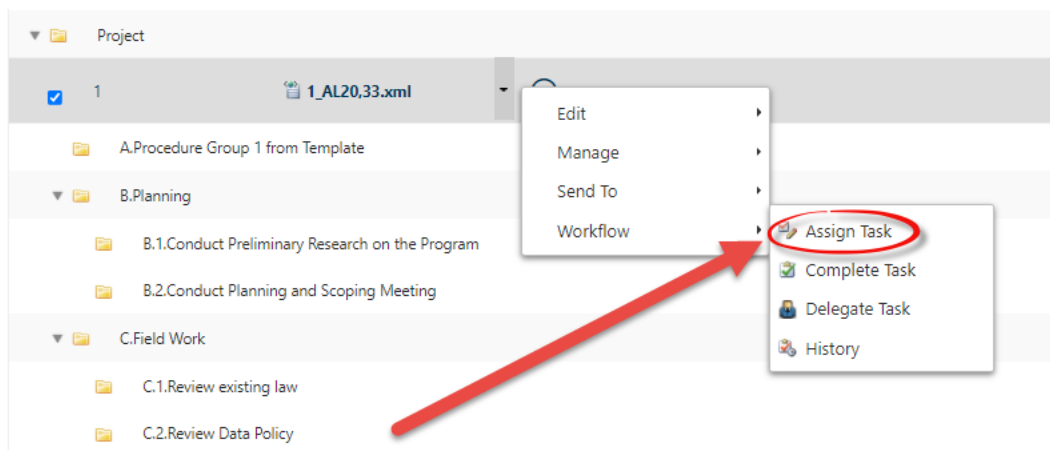 Project
1 1_AL20,33.xml
Edit
Manage
Send To
Workflow
Assign Task
Complete Task
Delegate Task
History
A.Procedure Group 1 from Template
B.Planning
B.1.Conduct Preliminary Research on the Program
B.2.Conduct Planning and Scoping Meeting
C.Field Work
C.1.Review existing law
C.2.Review Data Policy